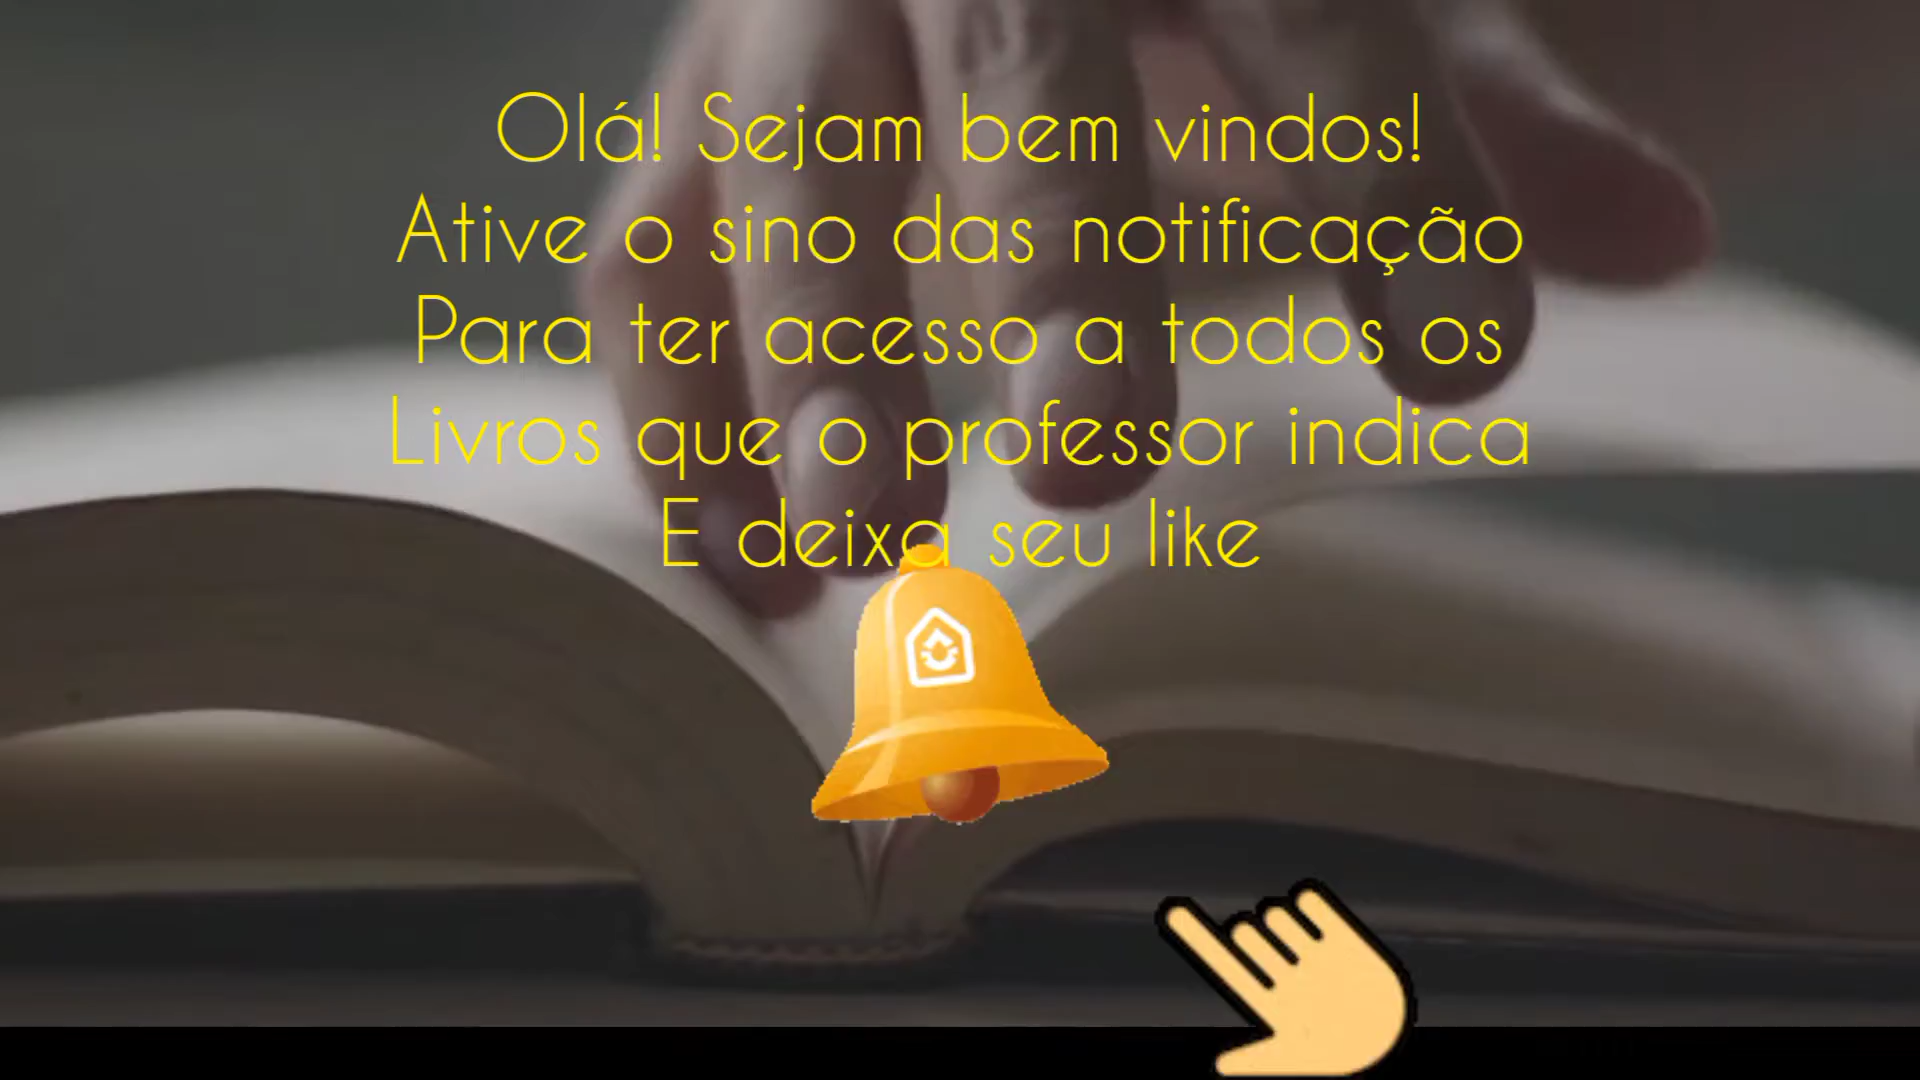 Olá! Sejam bem vindos!
Ative o sino das notificação
Para ter acesso a todos os
Livros que o professor indica
E deixa seu like